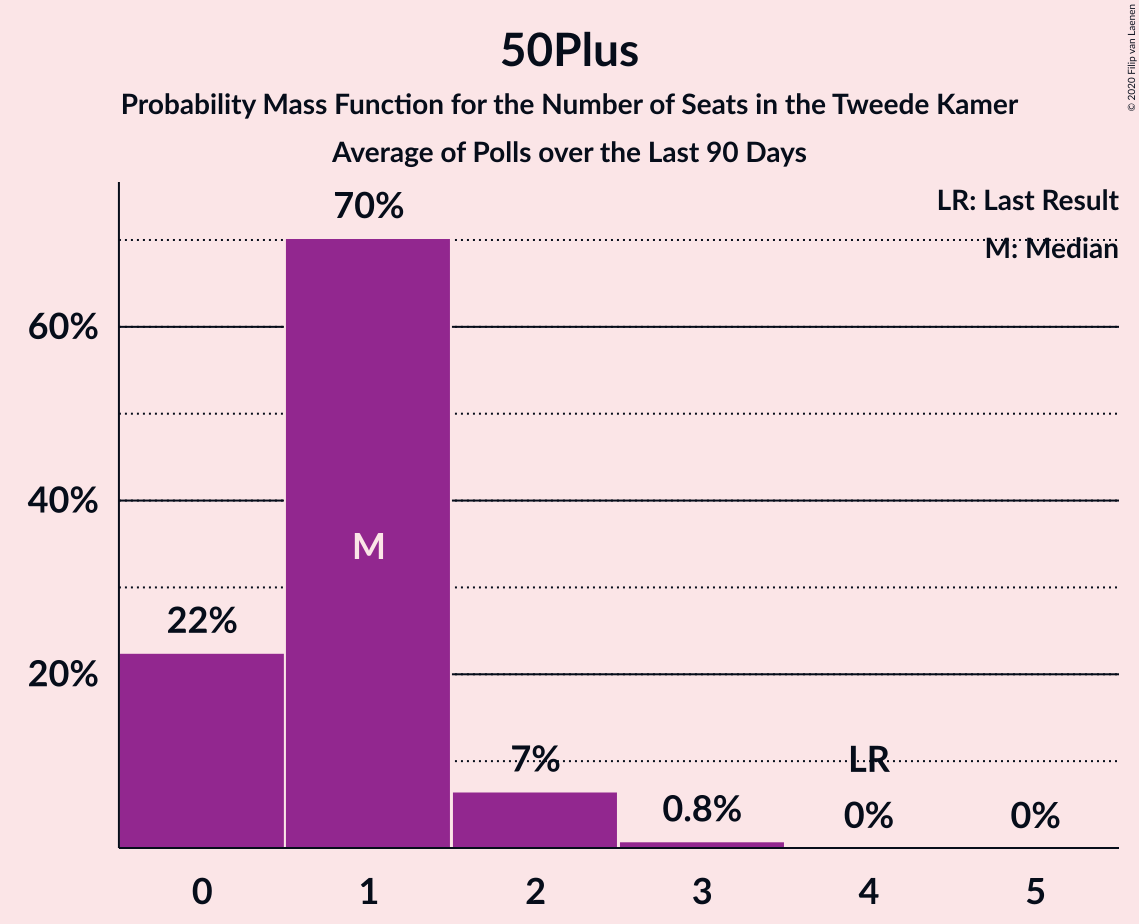 50Plus
Probability Mass Function for the Number of Seats in the Tweede Kamer
Average of Polls over the Last 90 Days
© 2020 Filip van Laenen
LR: Last Result
M: Median
70%
60%
40%
M
22%
20%
7%
LR
0.8%
0%
0%
0 1 2 3 4 5